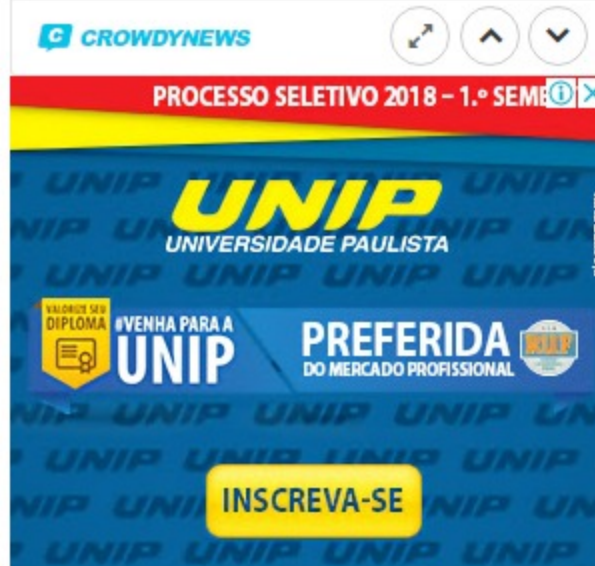 CROWDYNEWS
PROCESSO SELETIVO 2018 – 1.º SEME
UNIP
UNIVERSIDADE PAULISTA
VALORIZE SEU
DIPLOMA
#VENHA PARA A
UNIP
PREFERIDA
DO MERCADO PROFISSIONAL
INSCREVA-SE